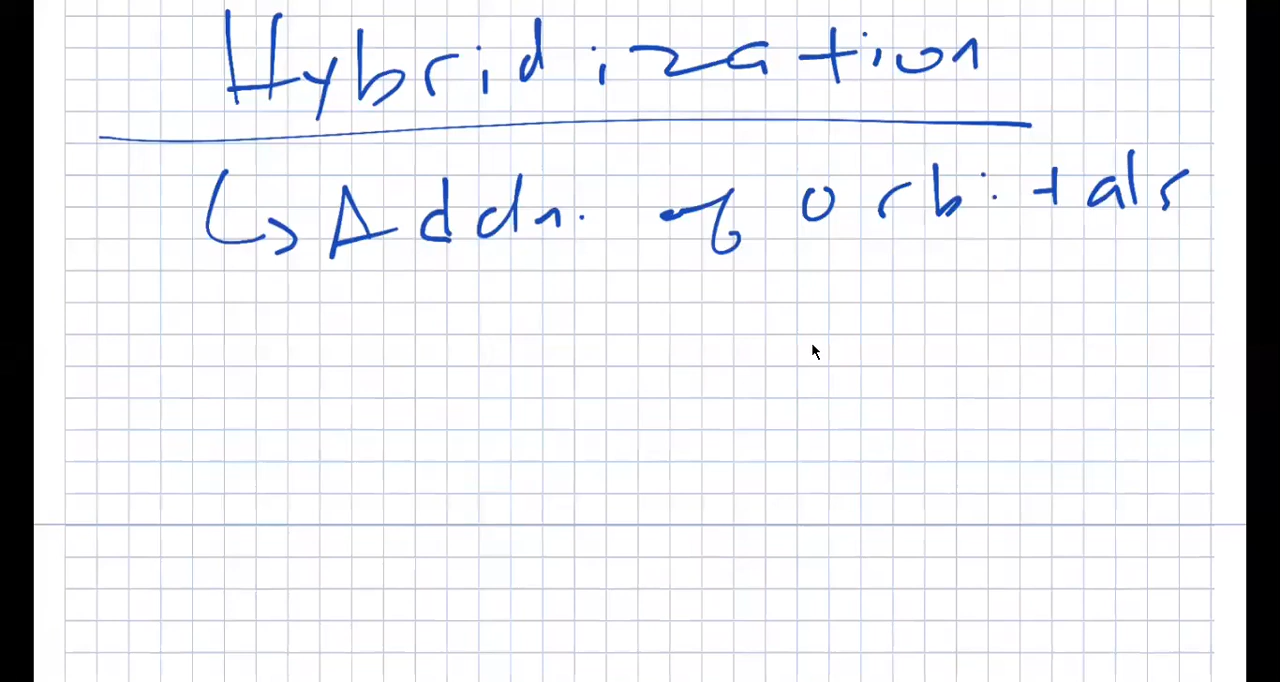 Hybridization
↳ Addn. of orbitals